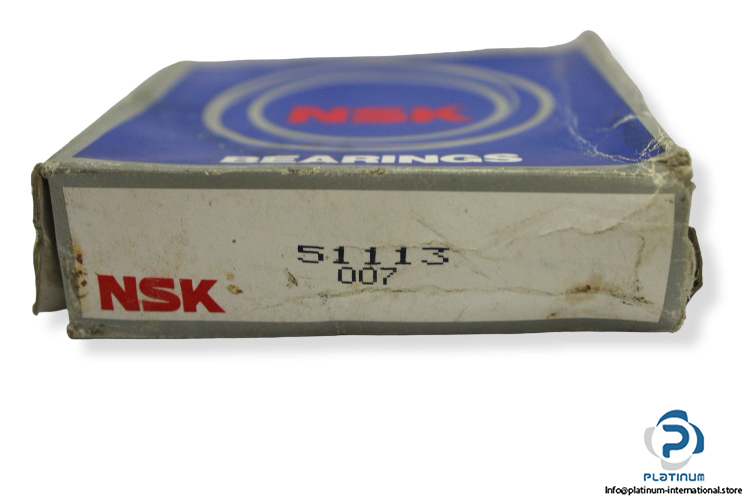 NSK
BEARINGS
51113
007
NSK
PLATINUM
Info@platinum-international.store